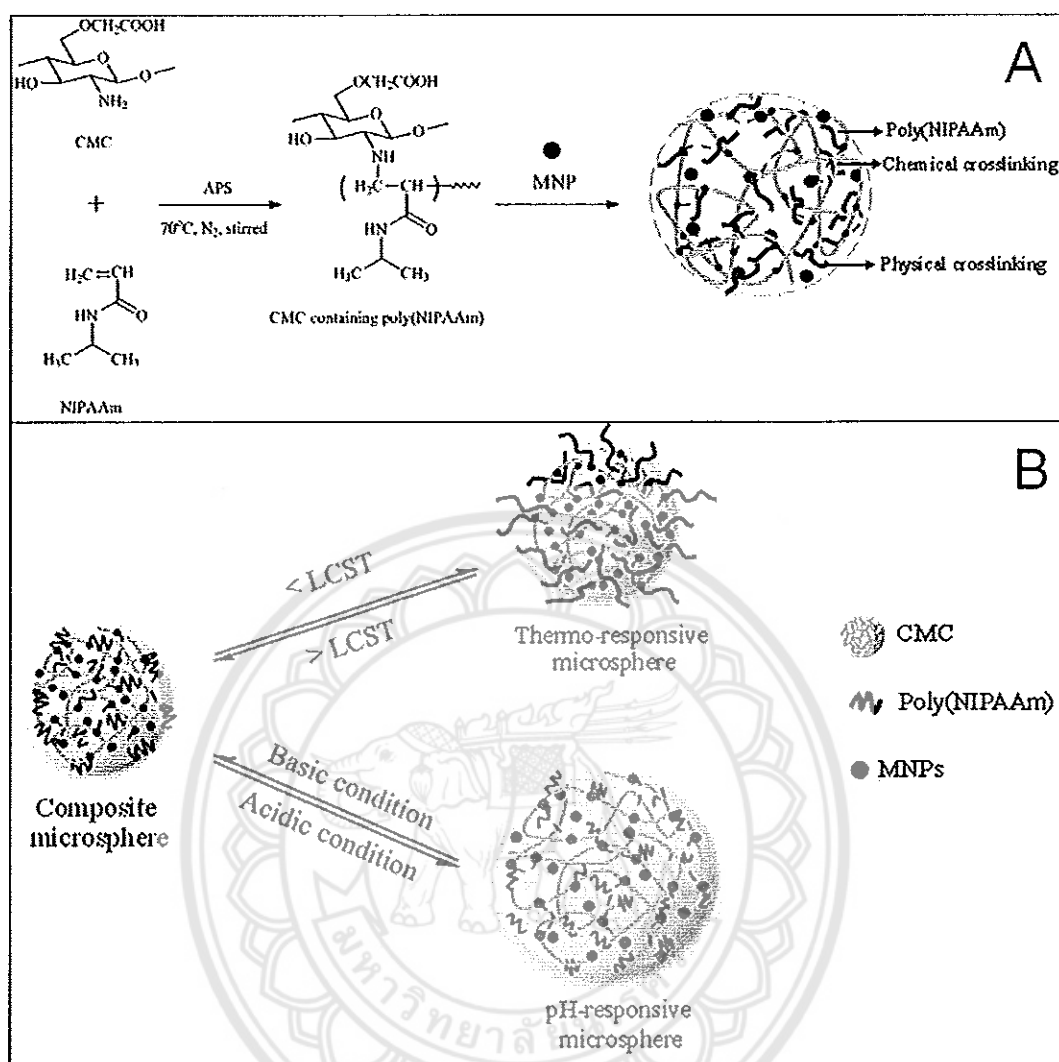 A
OCH₂COOH
O
HO
NH₂
O
CMC
+
H₂C=CH
HN
O
H₃C
CH₃
NIPAAm
APS
70°C, N₂, stirred
OCH₂COOH
O
HO
O
NH
H₂C
CH
HN
O
H₃C
CH₃
CMC containing poly(NIPAAm)
MNP
Poly(NIPAAm)
Chemical crosslinking
Physical crosslinking
B
< LCST
> LCST
Thermo-responsive
microsphere
CMC
Poly(NIPAAm)
MNPs
Composite
microsphere
Basic condition
Acidic condition
pH-responsive
microsphere